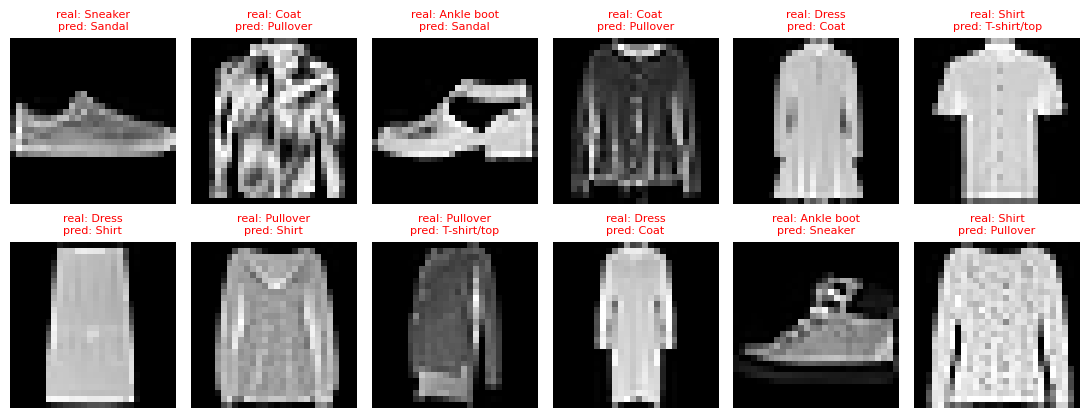 real: Sneaker
pred: Sandal
real: Coat
pred: Pullover
real: Ankle boot
pred: Sandal
real: Coat
pred: Pullover
real: Dress
pred: Coat
real: Shirt
pred: T-shirt/top
real: Dress
pred: Shirt
real: Pullover
pred: Shirt
real: Pullover
pred: T-shirt/top
real: Dress
pred: Coat
real: Ankle boot
pred: Sneaker
real: Shirt
pred: Pullover